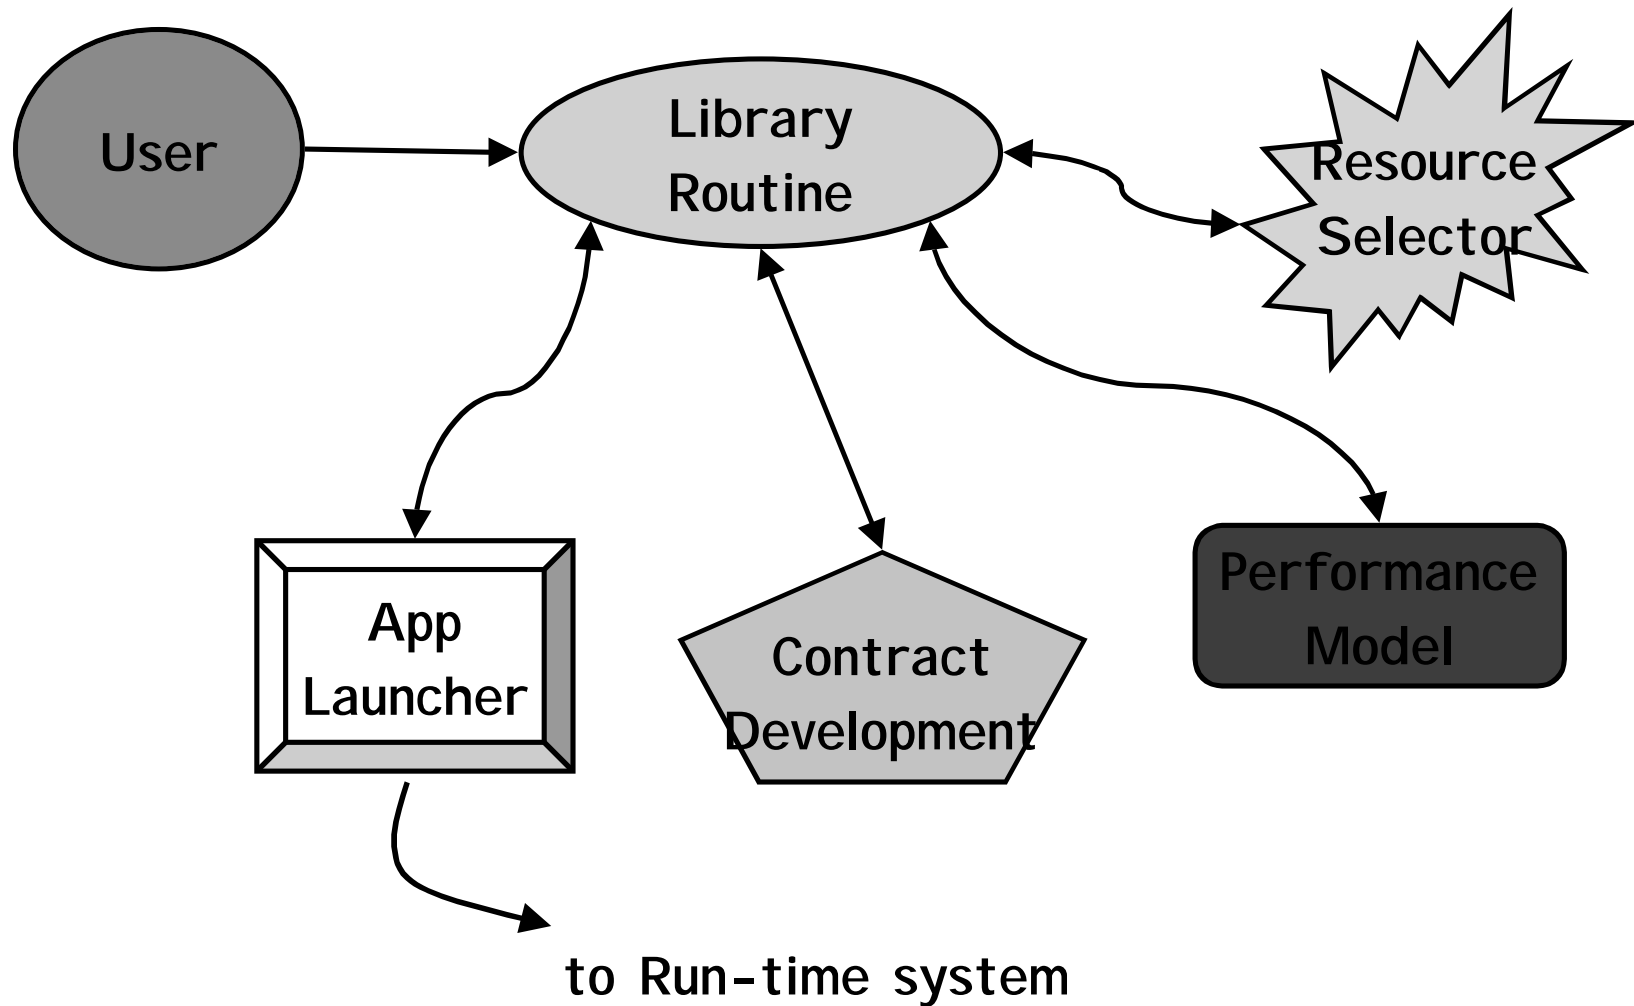 User
Library
Routine
Resource
Selector
App
Launcher
Contract
Development
Performance
Model
to Run-time system